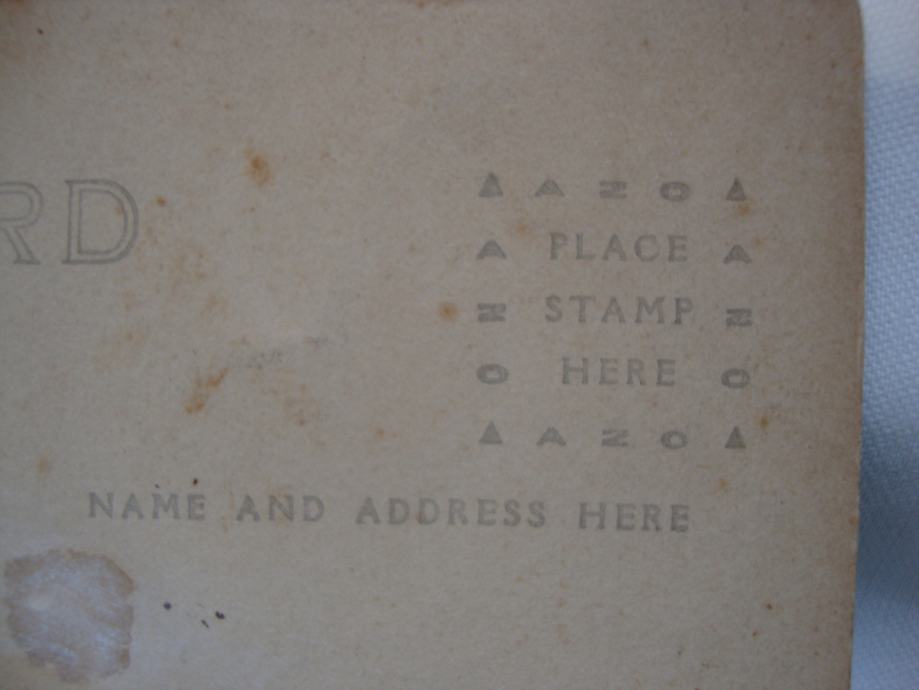 RD
▲ A Z O ▲
A PLACE A
Z STAMP Z
O HERE O
▲ A Z O ▲
NAME AND ADDRESS HERE